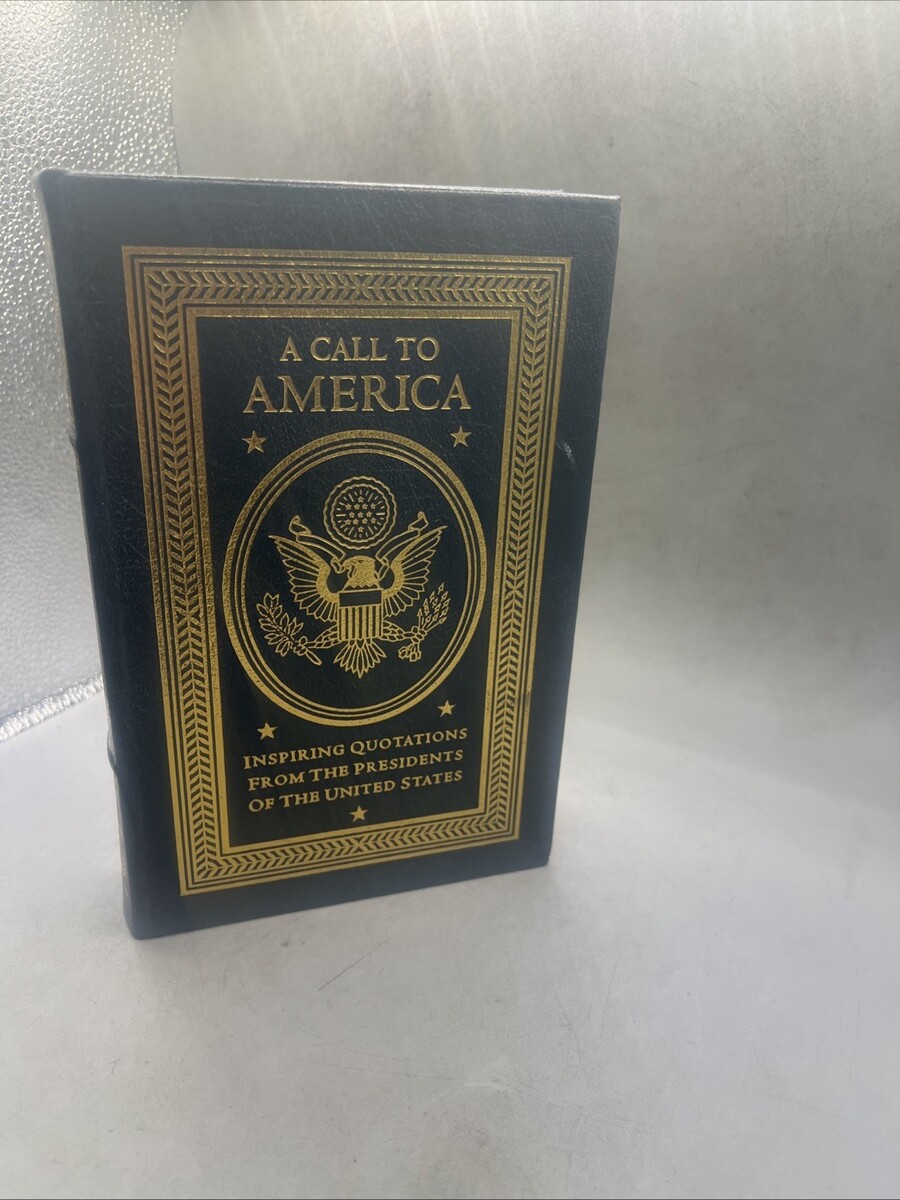 A CALL TO
AMERICA
INSPIRING QUOTATIONS
FROM THE PRESIDENTS
OF THE UNITED STATES